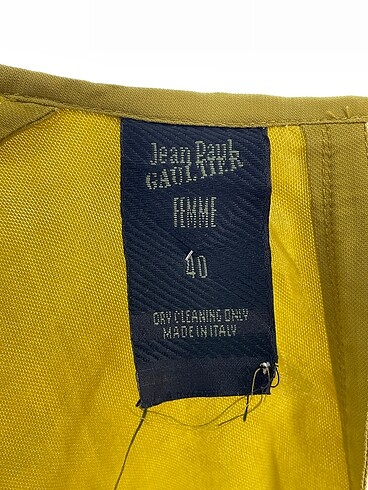 Jean Paul
GAULTIER
FEMME
40
DRY CLEANING ONLY
MADE IN ITALY